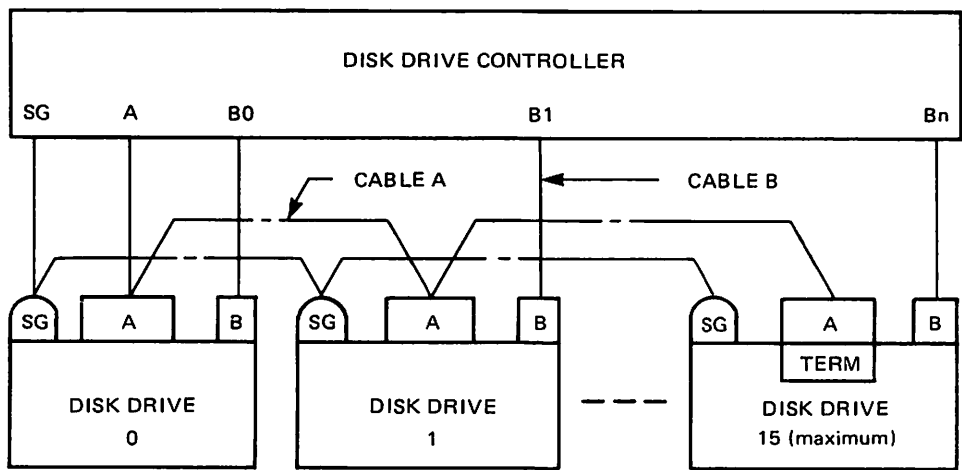 DISK DRIVE CONTROLLER
SG A B0 B1 Bn
CABLE A CABLE B
SG A B SG A B SG A B
TERM
DISK DRIVE DISK DRIVE DISK DRIVE
0 1 15 (maximum)